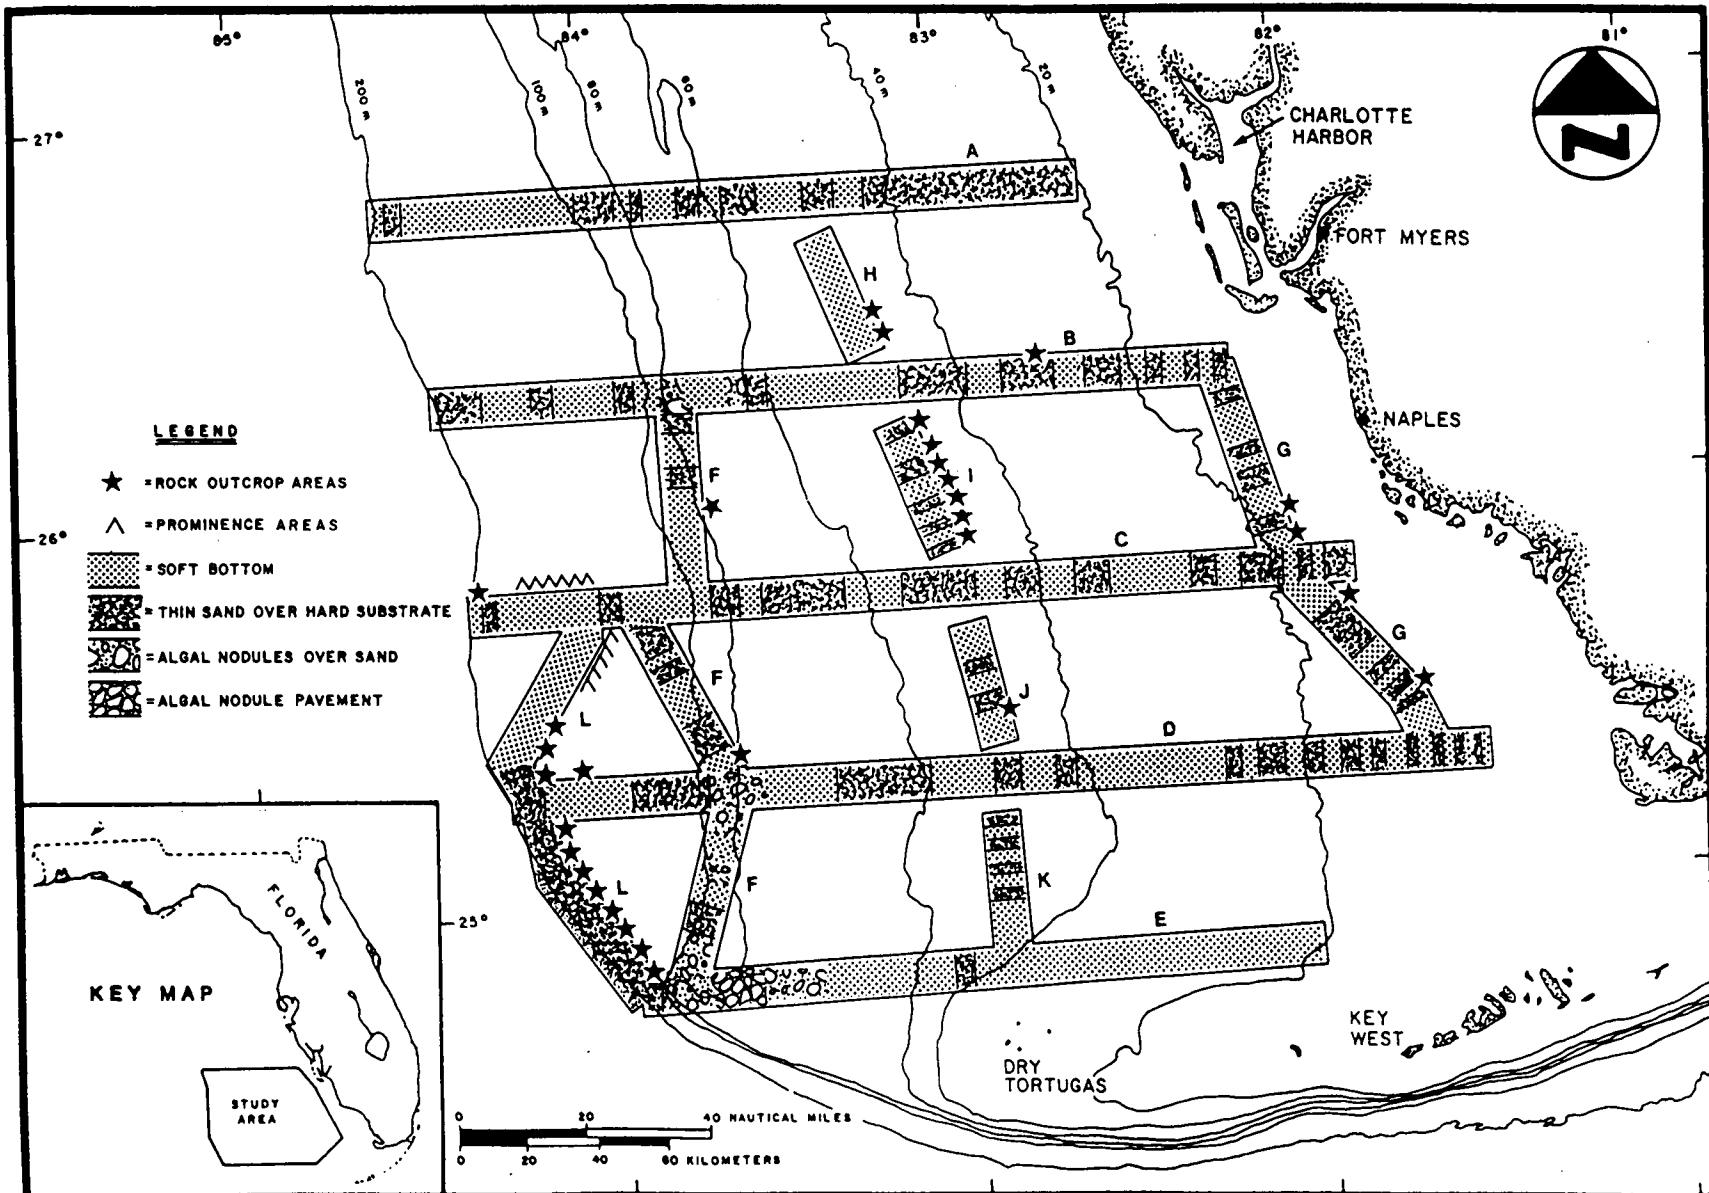 85°
84°
83°
82°
81°
200 m
100 m
80 m
60 m
40 m
20 m
27°
A
CHARLOTTE
HARBOR
N
FORT MYERS
H
B
NAPLES
LEGEND
★ = ROCK OUTCROP AREAS
^ = PROMINENCE AREAS
= SOFT BOTTOM
= THIN SAND OVER HARD SUBSTRATE
= ALGAL NODULES OVER SAND
= ALGAL NODULE PAVEMENT
F
I
G
26°
C
G
F
J
L
D
L
F
K
25°
E
FLORIDA
KEY MAP
STUDY
AREA
KEY
WEST
DRY
TORTUGAS
0 20 40 NAUTICAL MILES
0 20 40 60 KILOMETERS